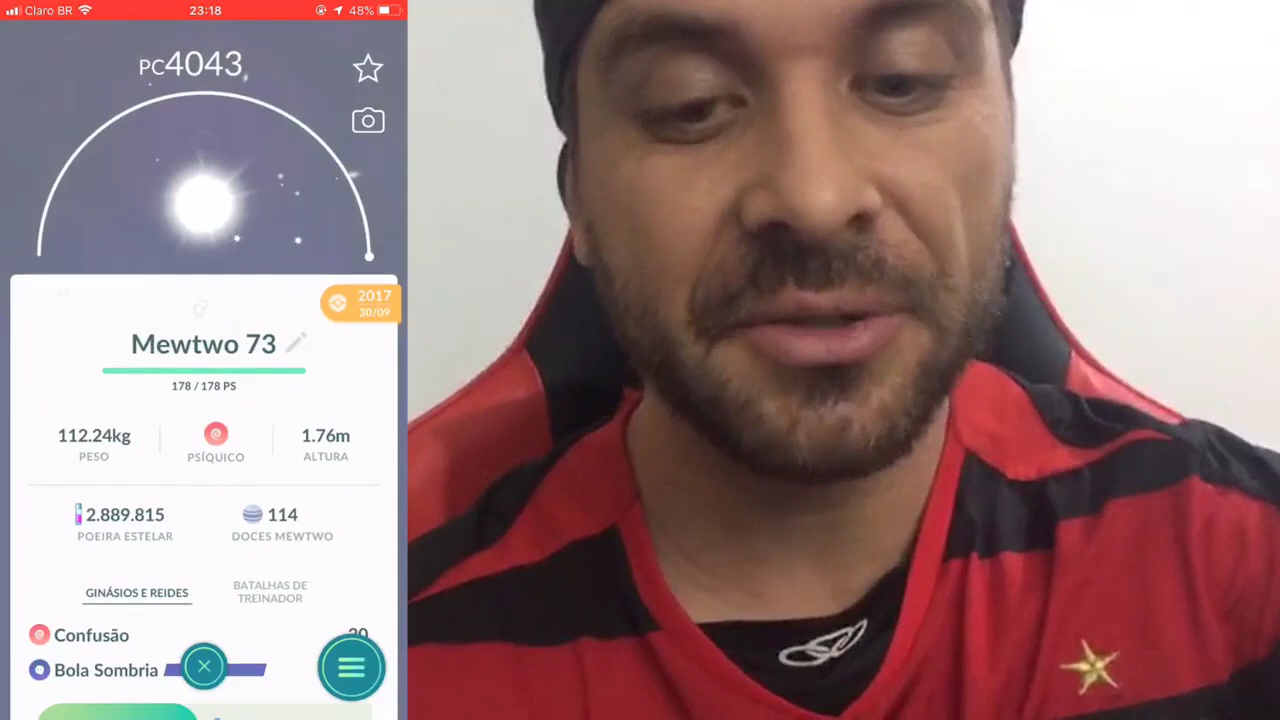 Claro BR
23:18
48%
PC4043
2017
30/09
Mewtwo 73
178 / 178 PS
112.24kg
1.76m
PESO
PSÍQUICO
ALTURA
2.889.815
114
POEIRA ESTELAR
DOCES MEWTWO
GINÁSIOS E REIDES
BATALHAS DE
TREINADOR
Confusão
20
Bola Sombria